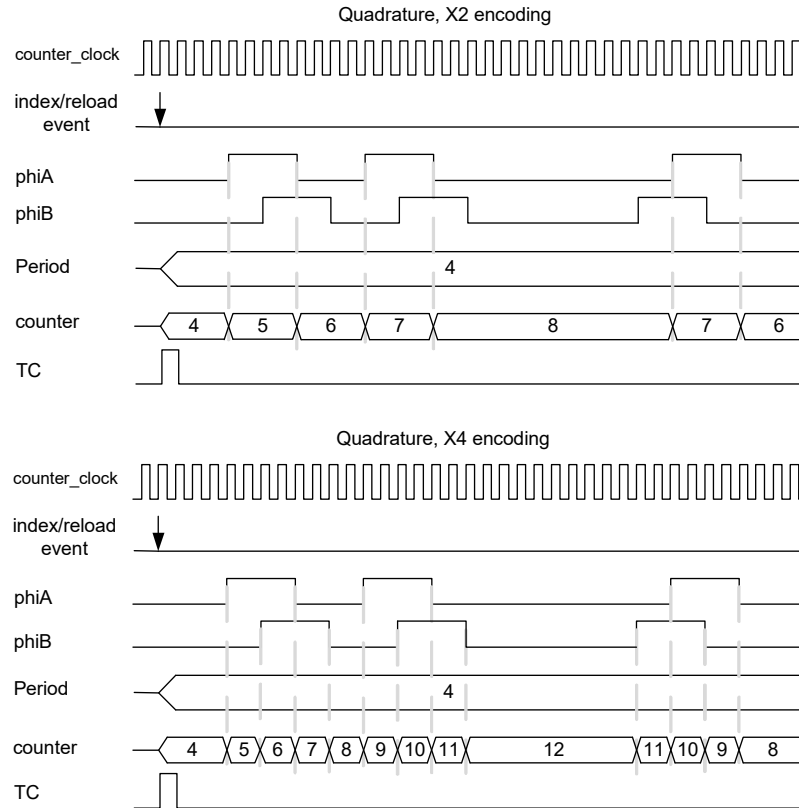 Quadrature, X2 encoding
counter_clock
index/reload
event
phiA
phiB
Period
4
counter
4 5 6 7 8 7 6
TC
Quadrature, X4 encoding
counter_clock
index/reload
event
phiA
phiB
Period
4
counter
4 5 6 7 8 9 10 11 12 11 10 9 8
TC